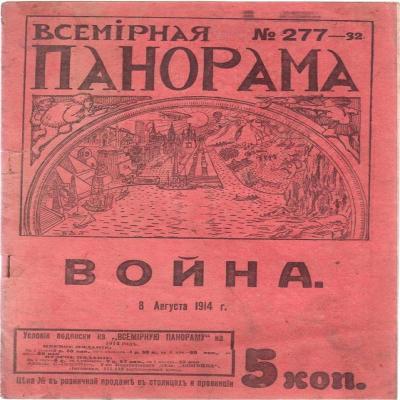 ВСЕМІРНАЯ № 277—32
ПАНОРАМА
ВОЙНА.
8 Августа 1914 г.
Условія подписки на „ВСЕМІРНУЮ ПАНОРАМУ“ на
1914 годъ.
5 коп.
Цѣна № въ розничной продажѣ въ столицахъ и провинціи